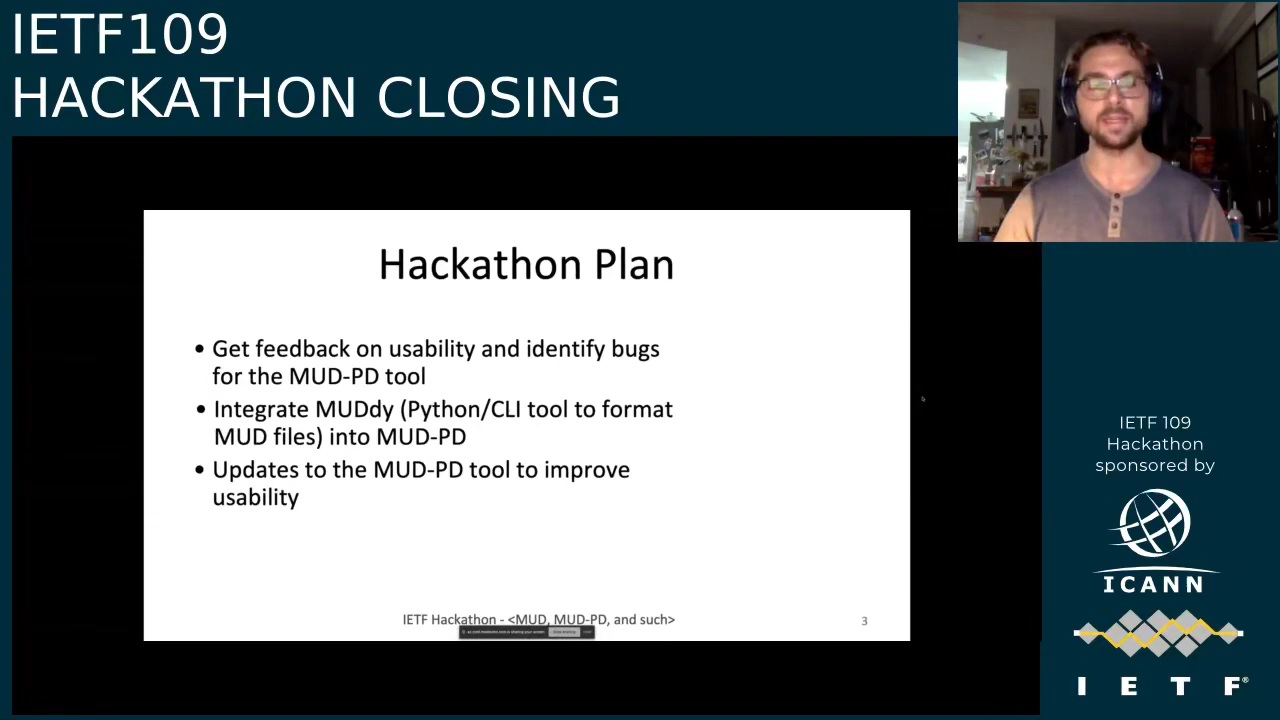 IETF109
HACKATHON CLOSING
Hackathon Plan
• Get feedback on usability and identify bugs
for the MUD-PD tool
• Integrate MUDdy (Python/CLI tool to format
MUD files) into MUD-PD
• Updates to the MUD-PD tool to improve
usability
IETF Hackathon - <MUD, MUD-PD, and such>
3
IETF 109
Hackathon
sponsored by
ICANN
IETF®